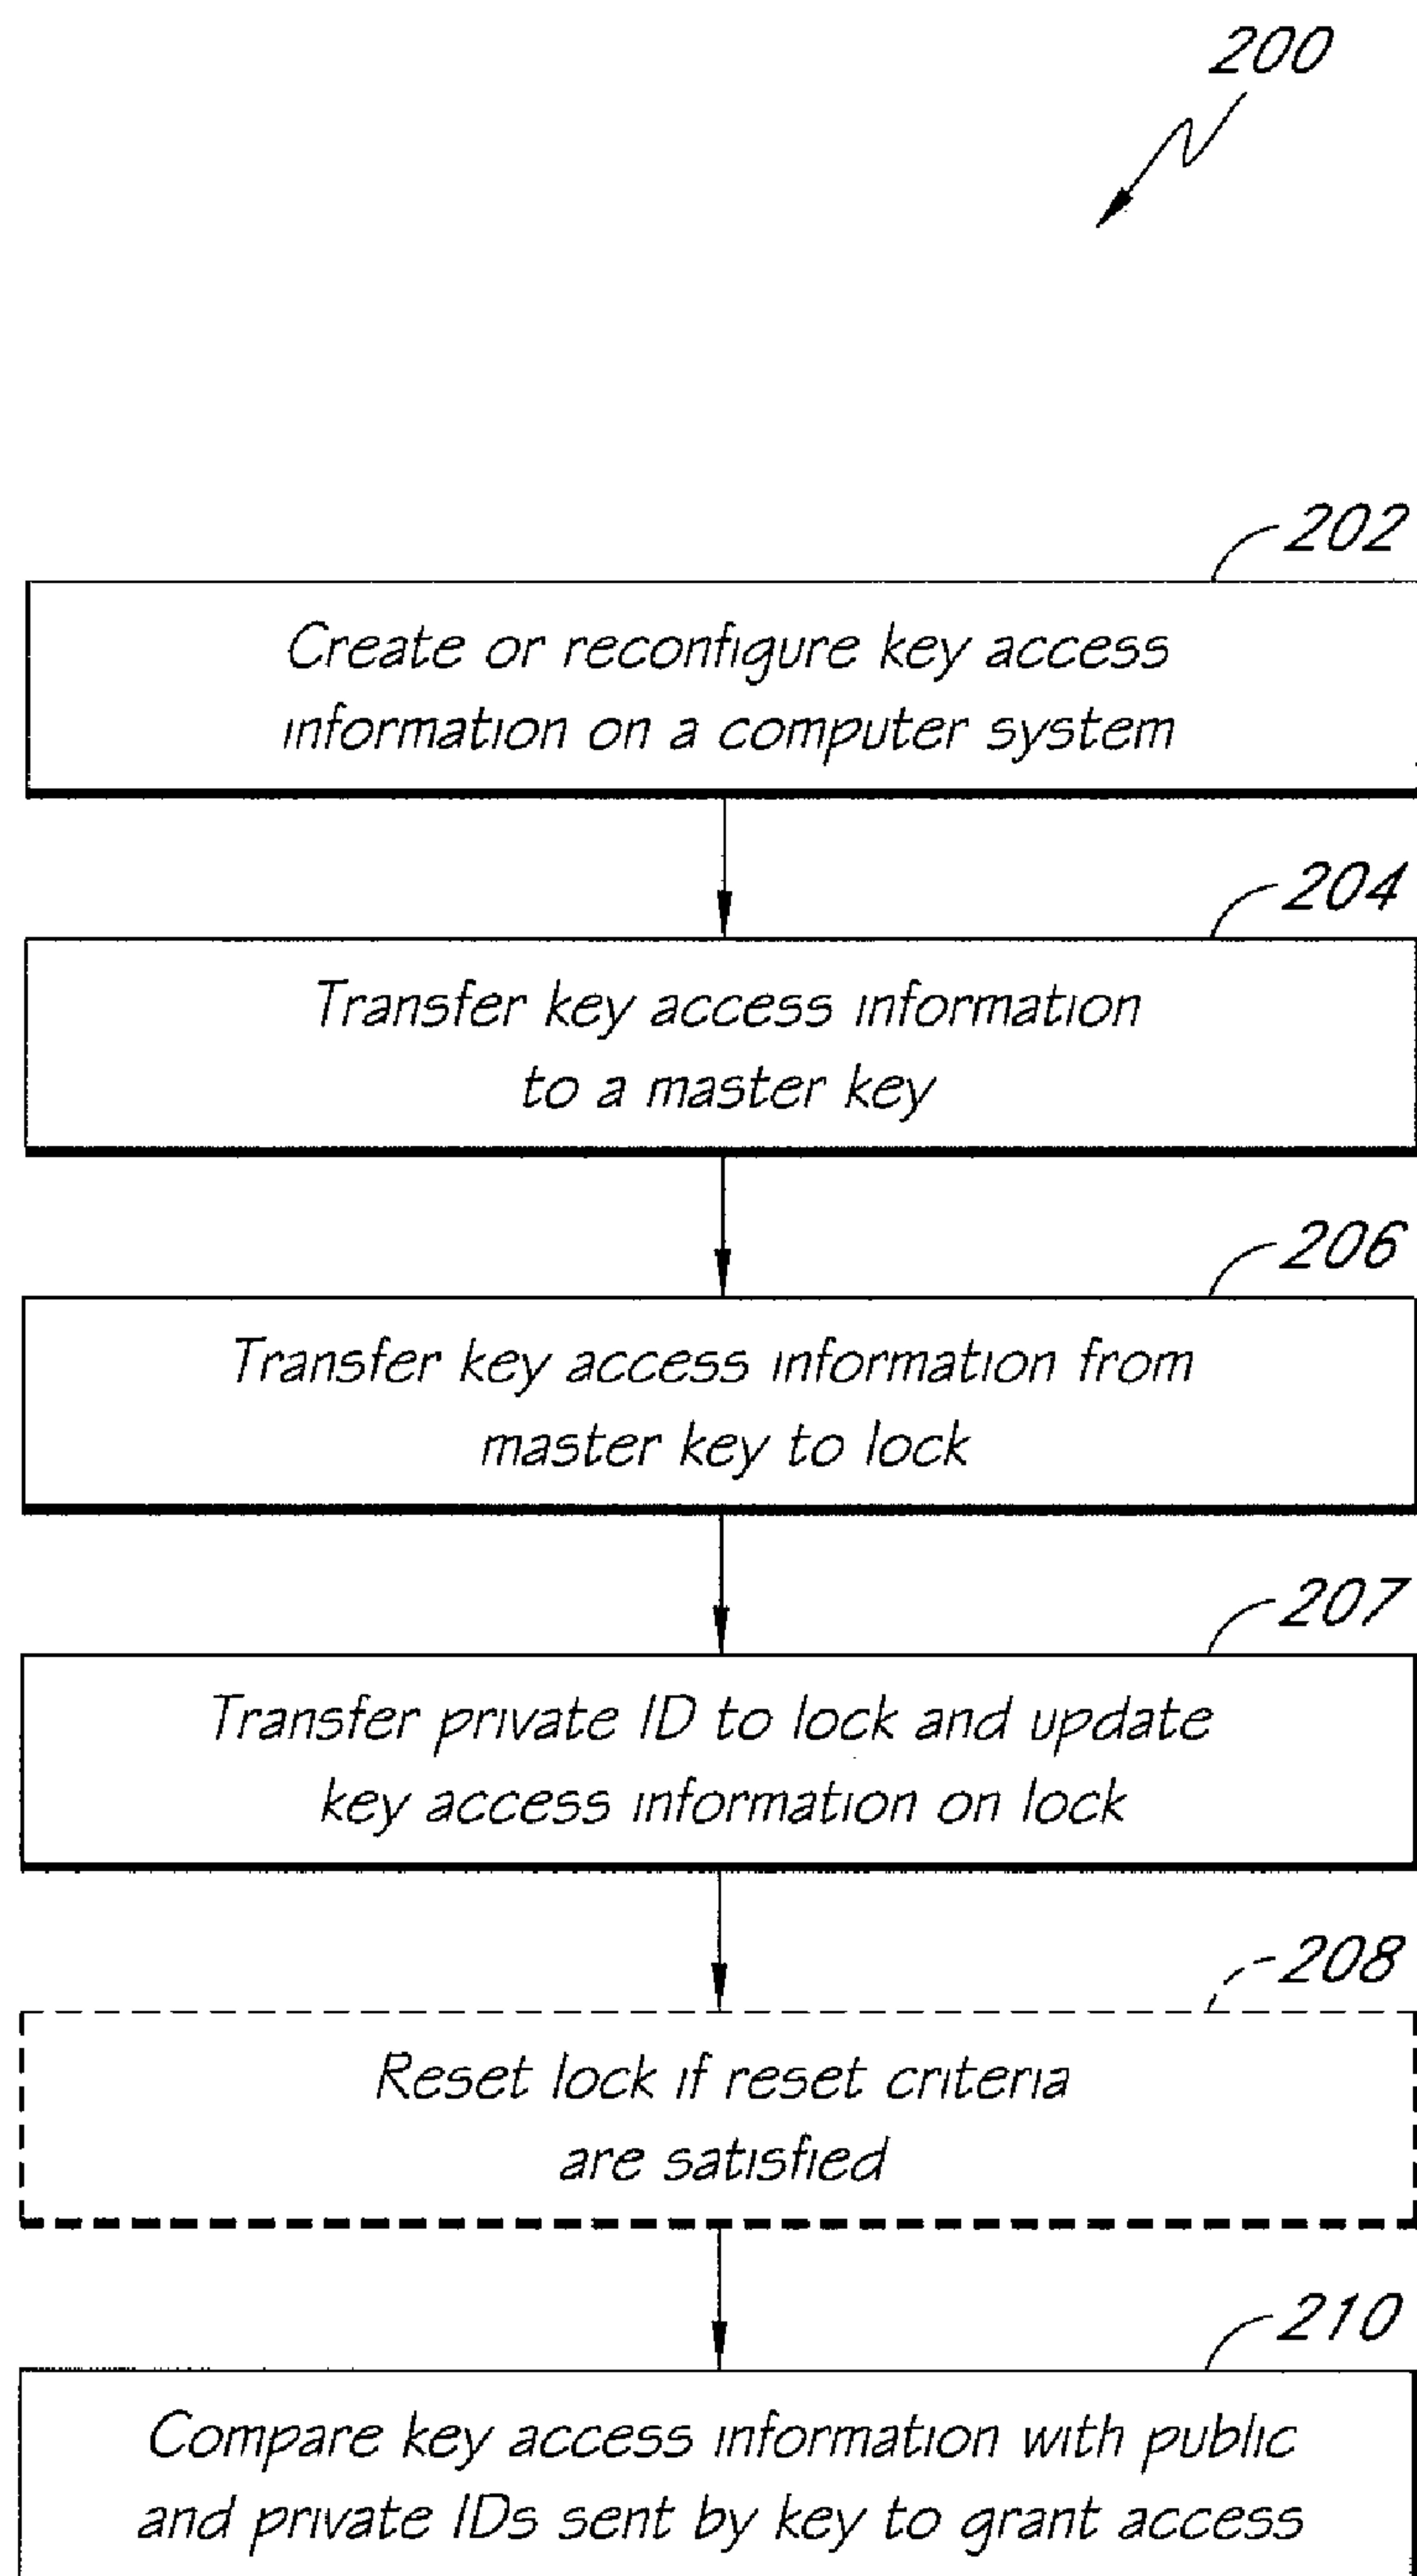 200
202
Create or reconfigure key access
information on a computer system
204
Transfer key access information
to a master key
206
Transfer key access information from
master key to lock
207
Transfer private ID to lock and update
key access information on lock
208
Reset lock if reset criteria
are satisfied
210
Compare key access information with public
and private IDs sent by key to grant access